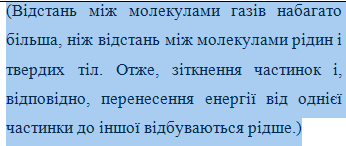 (Відстань між молекулами газів набагато
більша, ніж відстань між молекулами рідин і
твердих тіл. Отже, зіткнення частинок і,
відповідно, перенесення енергії від однієї
частинки до іншої відбуваються рідше.)